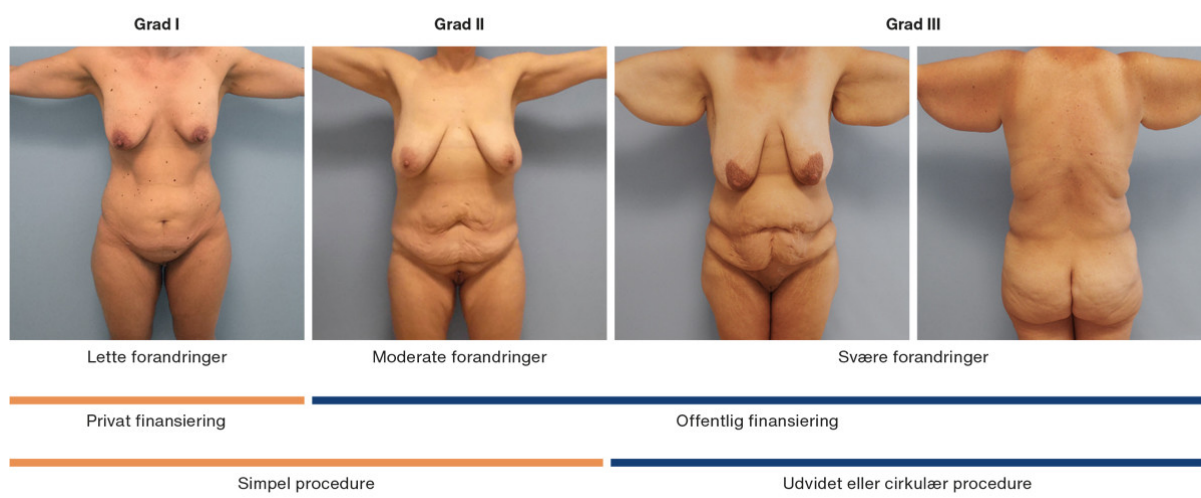 Grad I
Grad II
Grad III
Lette forandringer
Moderate forandringer
Svære forandringer
Privat finansiering
Offentlig finansiering
Simpel procedure
Udvidet eller cirkulær procedure